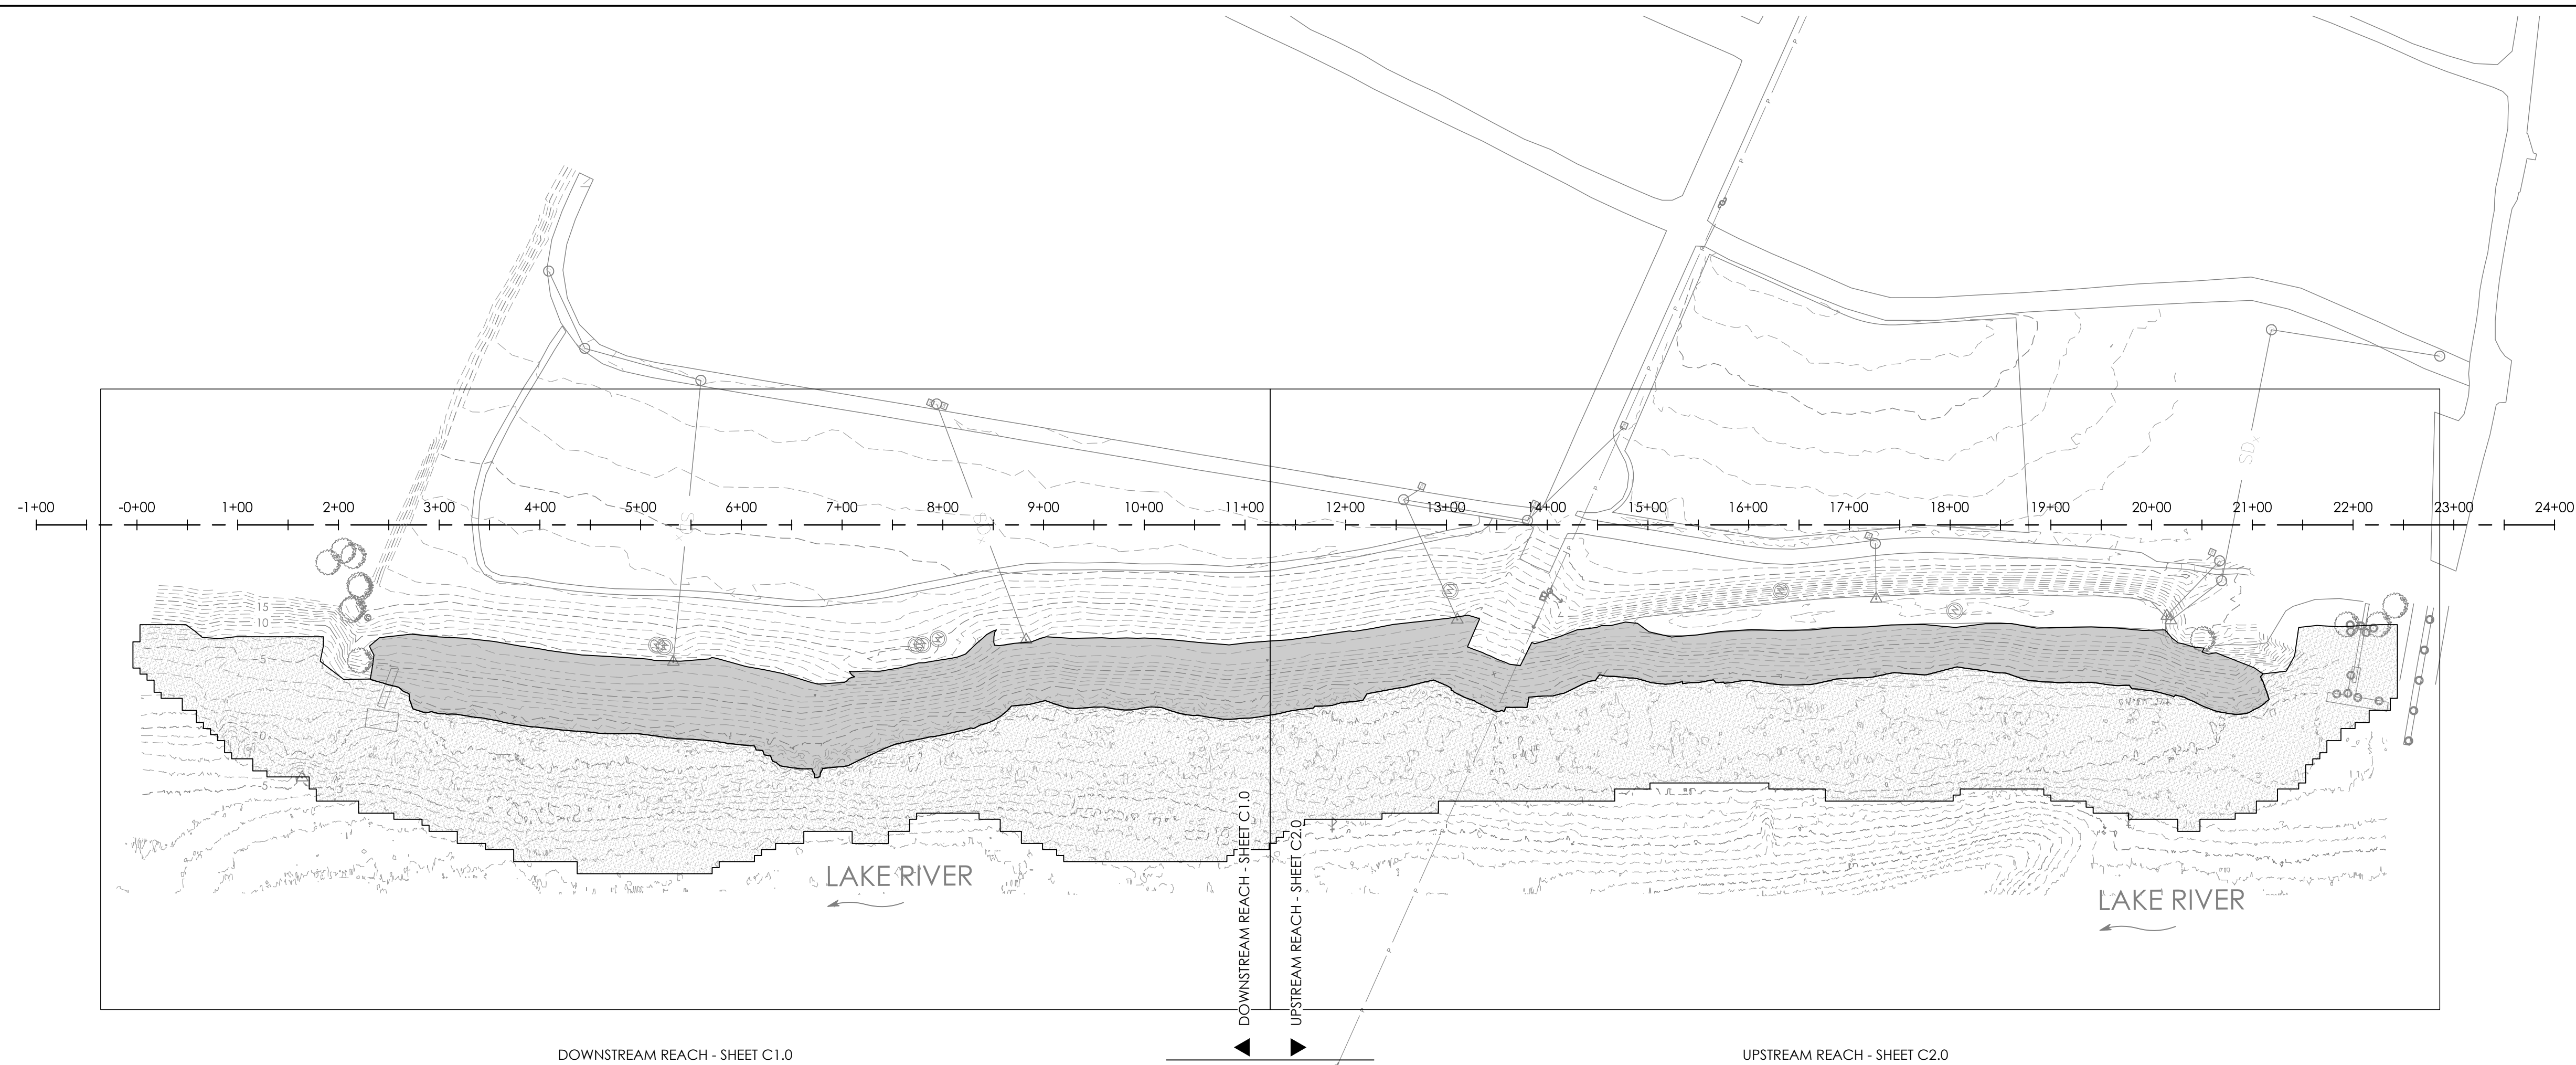 -1+00 -0+00 1+00 2+00 3+00 4+00 5+00 6+00 7+00 8+00 9+00 10+00 11+00 12+00 13+00 14+00 15+00 16+00 17+00 18+00 19+00 20+00 21+00 22+00 23+00 24+00
SD
SD
SD
15
10
5
0
-5
LAKE RIVER
LAKE RIVER
DOWNSTREAM REACH - SHEET C1.0
UPSTREAM REACH - SHEET C2.0
DOWNSTREAM REACH - SHEET C1.0
UPSTREAM REACH - SHEET C2.0